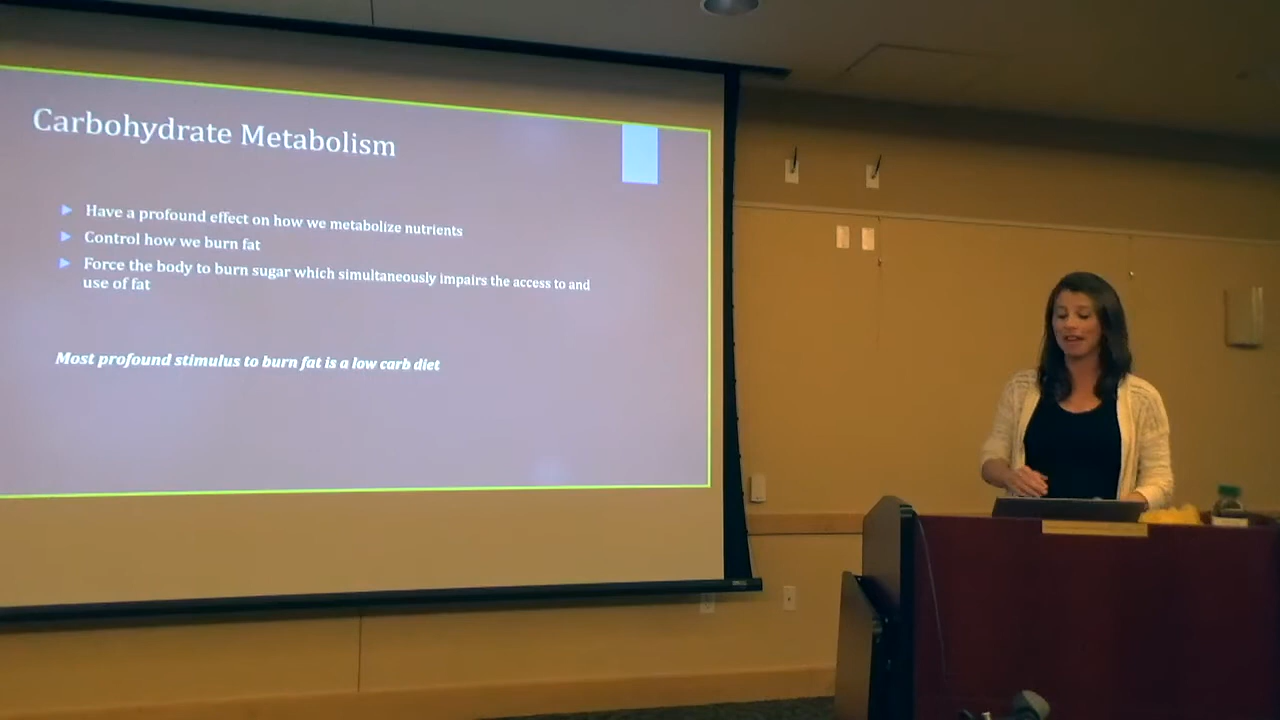 Carbohydrate Metabolism
Have a profound effect on how we metabolize nutrients
Control how we burn fat
Force the body to burn sugar which simultaneously impairs the access to and
use of fat
Most profound stimulus to burn fat is a low carb diet